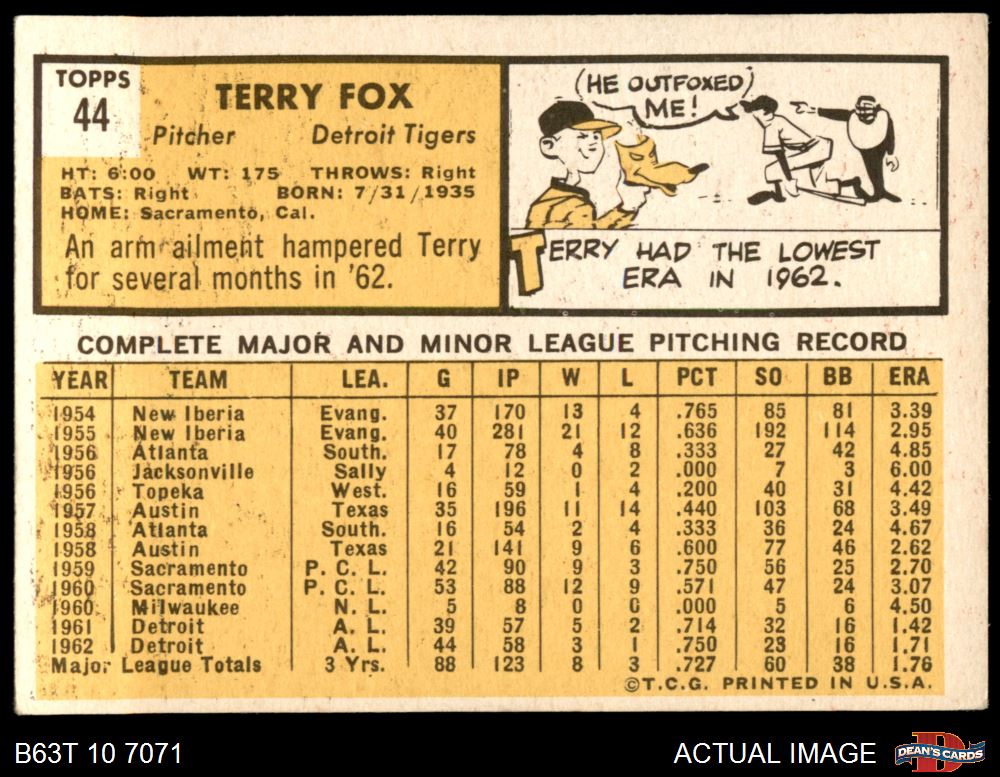 TOPPS
44
TERRY FOX
Pitcher Detroit Tigers
HT: 6:00 WT: 175 THROWS: Right
BATS: Right BORN: 7/31/1935
HOME: Sacramento, Cal.
An arm ailment hampered Terry
for several months in '62.
(HE OUTFOXED)
ME!
TERRY HAD THE LOWEST
ERA IN 1962.
COMPLETE MAJOR AND MINOR LEAGUE PITCHING RECORD
YEAR TEAM LEA. G IP W L PCT SO BB ERA
1954 New Iberia Evang. 37 170 13 4 .765 85 81 3.39
1955 New Iberia Evang. 40 281 21 12 .636 192 114 2.95
1956 Atlanta South. 17 78 4 8 .333 27 42 4.85
1956 Jacksonville Sally 4 12 0 2 .000 7 3 6.00
1956 Topeka West. 16 59 1 4 .200 40 31 4.42
1957 Austin Texas 35 196 11 14 .440 103 68 3.49
1958 Atlanta South. 16 54 2 4 .333 36 24 4.67
1958 Austin Texas 21 141 9 6 .600 77 46 2.62
1959 Sacramento P. C. L. 42 90 9 3 .750 56 25 2.70
1960 Sacramento P. C. L. 53 88 12 9 .571 47 24 3.07
1960 Milwaukee N. L. 5 8 0 0 .000 5 6 4.50
1961 Detroit A. L. 39 57 5 2 .714 32 16 1.42
1962 Detroit A. L. 44 58 3 1 .750 23 16 1.71
Major League Totals 3 Yrs. 88 123 8 3 .727 60 38 1.76
©T.C.G. PRINTED IN U.S.A.
B63T 10 7071 ACTUAL IMAGE DEAN'S CARDS